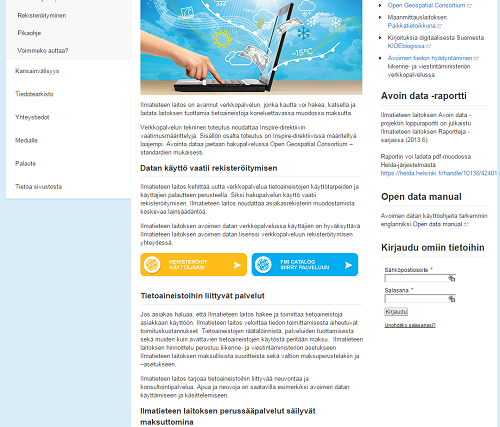 Rekisteröityminen
Pikaohje
Voimmeko auttaa?
Kansainvälisyys
Tiedotearkisto
Yhteystiedot
Medialle
Palaute
Tietoa sivustosta
-15°C
Ilmatieteen laitos on avannut verkkopalvelun, jonka kautta voi hakea, katsella ja
ladata laitoksen tuottamia tietoaineistoja koneluettavassa muodossa maksutta.
Verkkopalvelun tekninen toteutus noudattaa Inspire-direktiivin
vaatimusmäärittelyjä. Sisällön osalta toteutus on Inspire-direktiivissä määriteltyä
laajempi. Avointa dataa jaetaan hakupalvelussa Open Geospatial Consortium –
standardien mukaisesti.
Datan käyttö vaatii rekisteröitymisen
Ilmatieteen laitos kehittää uutta verkkopalvelua tietoaineistojen käyttötarpeiden ja
käyttäjien palautteen perusteella. Siksi hakupalvelun käyttö vaatii
rekisteröitymisen. Ilmatieteen laitos noudattaa asiakasrekisterin muodostamista
koskevaa lainsäädäntöä.
Ilmatieteen laitoksen avoimen datan verkkopalvelussa käyttäjien on hyväksyttävä
Ilmatieteen laitoksen avoimen datan lisenssi verkkopalveluun rekisteröitymisen
yhteydessä.
REKISTERÖIDY
KÄYTTÄJÄKSI
FMI CATALOG
SIIRRY PALVELUUN
Tietoaineistoihin liittyvät palvelut
Jos asiakas haluaa, että Ilmatieteen laitos hakee ja toimittaa tietoaineistoja
asiakkaan käyttöön, Ilmatieteen laitos veloittaa tiedon toimittamisesta aiheutuvat
toimituskustannukset. Tietoaineistojen räätälöinnistä, palveluiden tuottamisesta
sekä muiden kuin avattavien tietoaineistojen käytöstä peritään maksu. Ilmatieteen
laitoksen hinnoittelu perustuu liikenne- ja viestintäministeriön asetukseen
Ilmatieteen laitoksen maksullisista suoritteista sekä valtion maksuperustelakiin ja
–asetukseen.
Ilmatieteen laitos tarjoaa tietoaineistoihin liittyvää neuvontaa ja
konsultointipalvelua. Apua ja neuvoja on saatavilla esimerkiksi avoimen datan
käyttämiseen ja käsittelemiseen.
Ilmatieteen laitoksen perussääpalvelut säilyvät
maksuttomina
Open Geospatial Consortium
Maanmittauslaitoksen
Paikkatietoikkuna
Kirjoituksia digitaalisesta Suomesta
KIDEblogissa
Avoimen tiedon hyödyntäminen
liikenne- ja viestintäministeriön
verkkopalvelussa
Avoin data -raportti
Ilmatieteen laitoksen Avoin data -
projektin loppuraportti on julkaistu
Ilmatieteen laitoksen Raportteja -
sarjassa (2013:6).
Raportin voi ladata pdf-muodossa
Helda-järjestelmästä
https://helda.helsinki.fi/handle/10138/42401
Open data manual
Avoimen datan käyttöohjeita tarkemmin
englanniksi Open data manual
Kirjaudu omiin tietoihin
Sähköpostiosoite *
Salasana *
Kirjaudu
Unohditko salasanasi?